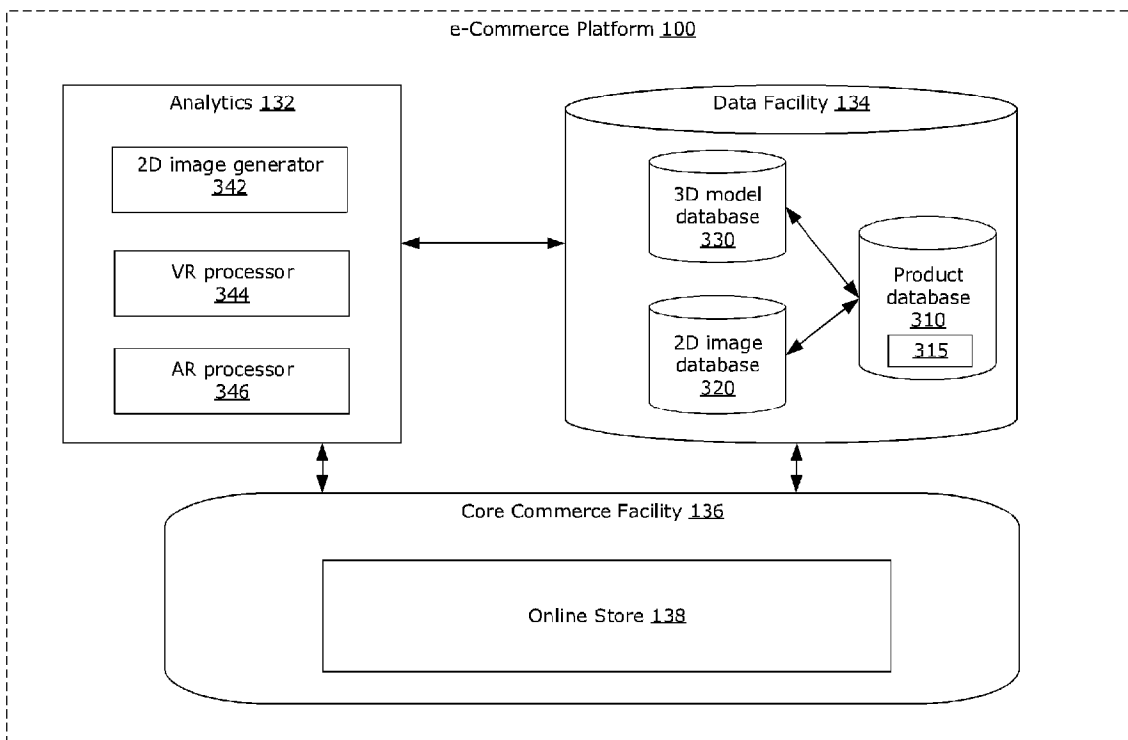 e-Commerce Platform 100
Analytics 132
2D image generator
342
VR processor
344
AR processor
346
Data Facility 134
3D model
database
330
2D image
database
320
Product
database
310
315
Core Commerce Facility 136
Online Store 138